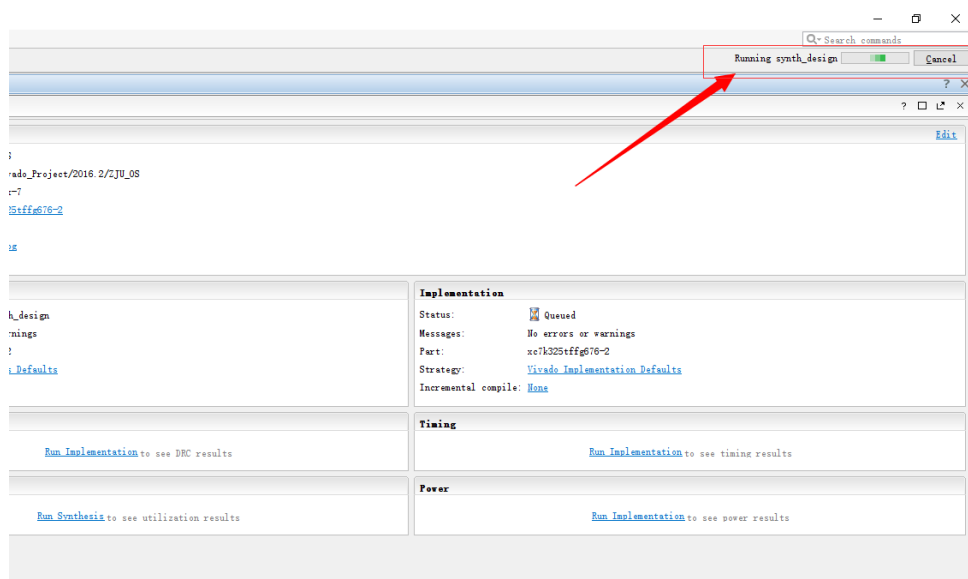 Search commands
Running synth_design Cancel
Edit
S
vado_Project/2016.2/ZJU_OS
x-7
25tffg676-2
og
h_design
rnings
2
s Defaults
Implementation
Status: Queued
Messages: No errors or warnings
Part: xc7k325tffg676-2
Strategy: Vivado Implementation Defaults
Incremental compile: None
Run Implementation to see DRC results
Timing
Run Implementation to see timing results
Run Synthesis to see utilization results
Power
Run Implementation to see power results